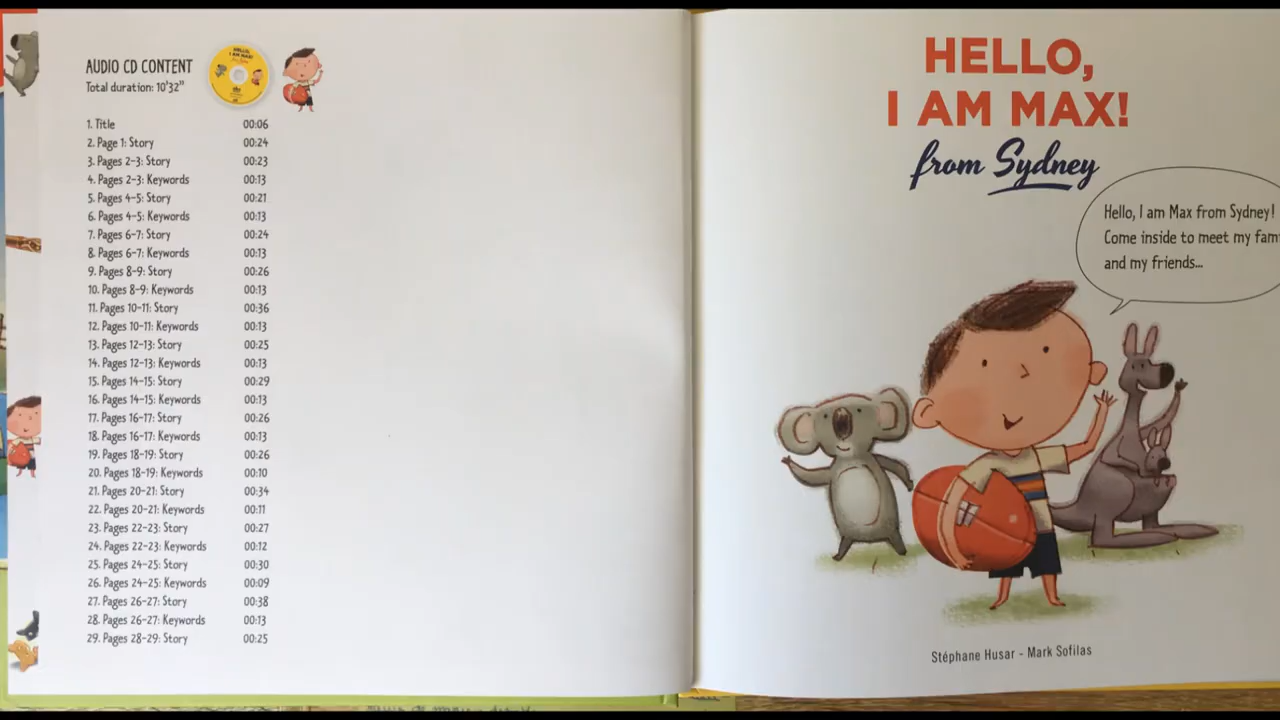 AUDIO CD CONTENT
Total duration: 10'32"
HELLO,
I AM MAX!
1. Title 00:06
2. Page 1: Story 00:24
3. Pages 2-3: Story 00:23
4. Pages 2-3: Keywords 00:13
5. Pages 4-5: Story 00:21
6. Pages 4-5: Keywords 00:13
7. Pages 6-7: Story 00:24
8. Pages 6-7: Keywords 00:13
9. Pages 8-9: Story 00:26
10. Pages 8-9: Keywords 00:13
11. Pages 10-11: Story 00:36
12. Pages 10-11: Keywords 00:13
13. Pages 12-13: Story 00:25
14. Pages 12-13: Keywords 00:13
15. Pages 14-15: Story 00:29
16. Pages 14-15: Keywords 00:13
17. Pages 16-17: Story 00:26
18. Pages 16-17: Keywords 00:13
19. Pages 18-19: Story 00:26
20. Pages 18-19: Keywords 00:10
21. Pages 20-21: Story 00:34
22. Pages 20-21: Keywords 00:11
23. Pages 22-23: Story 00:27
24. Pages 22-23: Keywords 00:12
25. Pages 24-25: Story 00:30
26. Pages 24-25: Keywords 00:09
27. Pages 26-27: Story 00:38
28. Pages 26-27: Keywords 00:13
29. Pages 28-29: Story 00:25
HELLO,
I AM MAX!
from Sydney
Hello, I am Max from Sydney!
Come inside to meet my fam
and my friends...
Stéphane Husar - Mark Sofilas